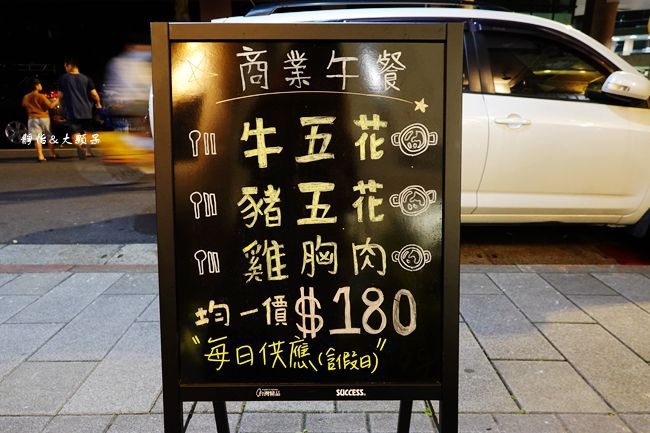 商業午餐
牛五花
豬五花
雞胸肉
均一價$180
"每日供應(含假日)"
SUCCESS
靜怡&大顆呆